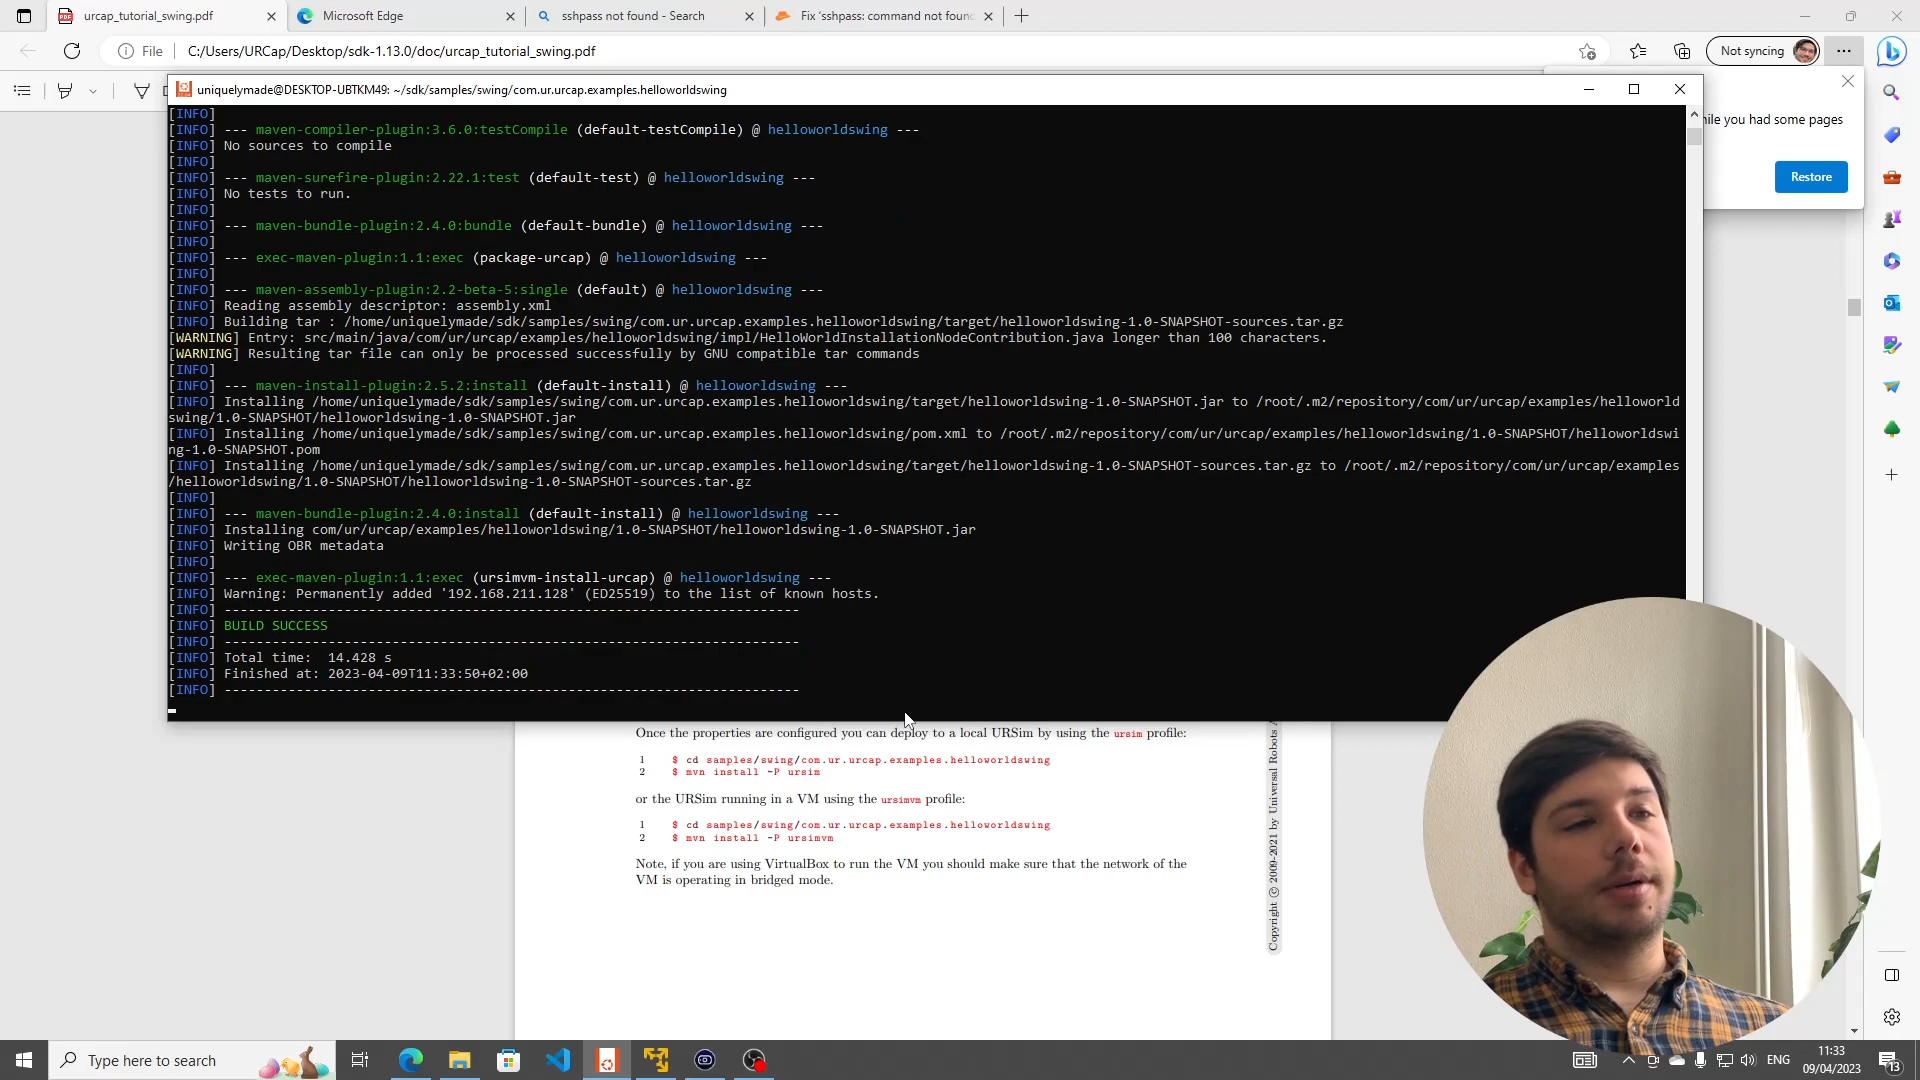 urcap_tutorial_swing.pdf
Microsoft Edge
sshpass not found - Search
Fix 'sshpass: command not foun
File
C:/Users/URCap/Desktop/sdk-1.13.0/doc/urcap_tutorial_swing.pdf
Not syncing
uniquelymade@DESKTOP-UBTKM49: ~/sdk/samples/swing/com.ur.urcap.examples.helloworldswing
hile you had some pages
Restore
[INFO]
[INFO] --- maven-compiler-plugin:3.6.0:testCompile (default-testCompile) @ helloworldswing ---
[INFO] No sources to compile
[INFO]
[INFO] --- maven-surefire-plugin:2.22.1:test (default-test) @ helloworldswing ---
[INFO] No tests to run.
[INFO]
[INFO] --- maven-bundle-plugin:2.4.0:bundle (default-bundle) @ helloworldswing ---
[INFO]
[INFO] --- exec-maven-plugin:1.1:exec (package-urcap) @ helloworldswing ---
[INFO]
[INFO] --- maven-assembly-plugin:2.2-beta-5:single (default) @ helloworldswing ---
[INFO] Reading assembly descriptor: assembly.xml
[INFO] Building tar : /home/uniquelymade/sdk/samples/swing/com.ur.urcap.examples.helloworldswing/target/helloworldswing-1.0-SNAPSHOT-sources.tar.gz
[WARNING] Entry: src/main/java/com/ur/urcap/examples/helloworldswing/impl/HelloWorldInstallationNodeContribution.java longer than 100 characters.
[WARNING] Resulting tar file can only be processed successfully by GNU compatible tar commands
[INFO]
[INFO] --- maven-install-plugin:2.5.2:install (default-install) @ helloworldswing ---
[INFO] Installing /home/uniquelymade/sdk/samples/swing/com.ur.urcap.examples.helloworldswing/target/helloworldswing-1.0-SNAPSHOT.jar to /root/.m2/repository/com/ur/urcap/examples/helloworld
swing/1.0-SNAPSHOT/helloworldswing-1.0-SNAPSHOT.jar
[INFO] Installing /home/uniquelymade/sdk/samples/swing/com.ur.urcap.examples.helloworldswing/pom.xml to /root/.m2/repository/com/ur/urcap/examples/helloworldswing/1.0-SNAPSHOT/helloworldswi
ng-1.0-SNAPSHOT.pom
[INFO] Installing /home/uniquelymade/sdk/samples/swing/com.ur.urcap.examples.helloworldswing/target/helloworldswing-1.0-SNAPSHOT-sources.tar.gz to /root/.m2/repository/com/ur/urcap/examples
/helloworldswing/1.0-SNAPSHOT/helloworldswing-1.0-SNAPSHOT-sources.tar.gz
[INFO]
[INFO] --- maven-bundle-plugin:2.4.0:install (default-install) @ helloworldswing ---
[INFO] Installing com/ur/urcap/examples/helloworldswing/1.0-SNAPSHOT/helloworldswing-1.0-SNAPSHOT.jar
[INFO] Writing OBR metadata
[INFO]
[INFO] --- exec-maven-plugin:1.1:exec (ursimvm-install-urcap) @ helloworldswing ---
[INFO] Warning: Permanently added '192.168.211.128' (ED25519) to the list of known hosts.
[INFO] ------------------------------------------------------------------------
[INFO] BUILD SUCCESS
[INFO] ------------------------------------------------------------------------
[INFO] Total time:  14.428 s
[INFO] Finished at: 2023-04-09T11:33:50+02:00
[INFO] ------------------------------------------------------------------------
Once the properties are configured you can deploy to a local URSim by using the ursim profile:
1 $ cd samples/swing/com.ur.urcap.examples.helloworldswing
2 $ mvn install -P ursim
or the URSim running in a VM using the ursimvm profile:
1 $ cd samples/swing/com.ur.urcap.examples.helloworldswing
2 $ mvn install -P ursimvm
Note, if you are using VirtualBox to run the VM you should make sure that the network of the
VM is operating in bridged mode.
Copyright © 2009-2021 by Universal Robots
Type here to search
ENG
11:33
09/04/2023
13